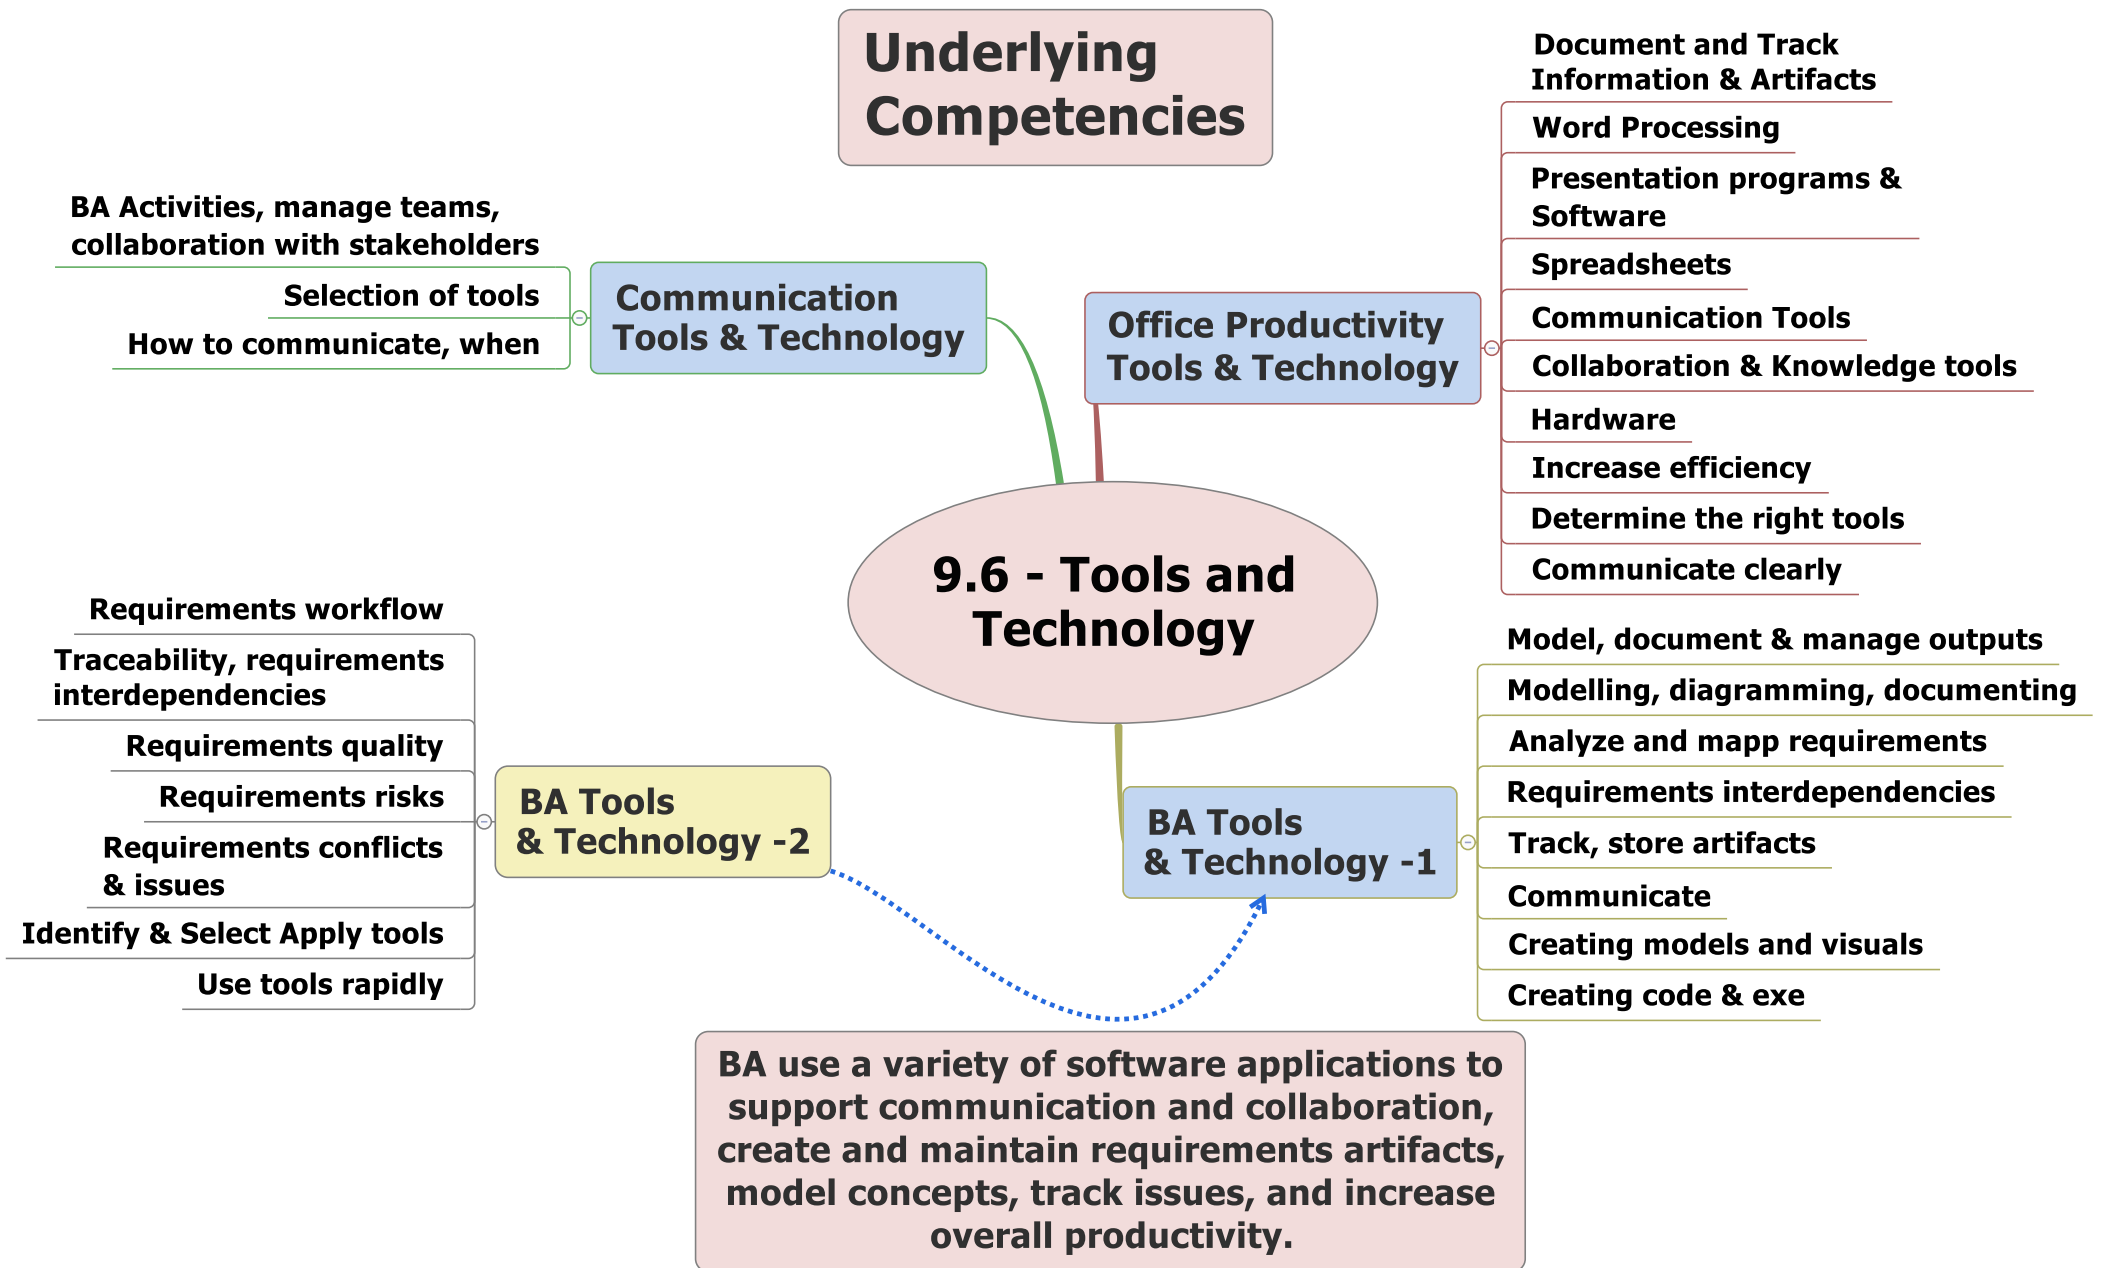 Underlying
Competencies
BA Activities, manage teams,
collaboration with stakeholders
Selection of tools
How to communicate, when
Communication
Tools & Technology
Office Productivity
Tools & Technology
Document and Track
Information & Artifacts
Word Processing
Presentation programs &
Software
Spreadsheets
Communication Tools
Collaboration & Knowledge tools
Hardware
Increase efficiency
Determine the right tools
Communicate clearly
9.6 - Tools and
Technology
Requirements workflow
Traceability, requirements
interdependencies
Requirements quality
Requirements risks
Requirements conflicts
& issues
Identify & Select Apply tools
Use tools rapidly
BA Tools
& Technology -2
BA Tools
& Technology -1
Model, document & manage outputs
Modelling, diagramming, documenting
Analyze and mapp requirements
Requirements interdependencies
Track, store artifacts
Communicate
Creating models and visuals
Creating code & exe
BA use a variety of software applications to
support communication and collaboration,
create and maintain requirements artifacts,
model concepts, track issues, and increase
overall productivity.